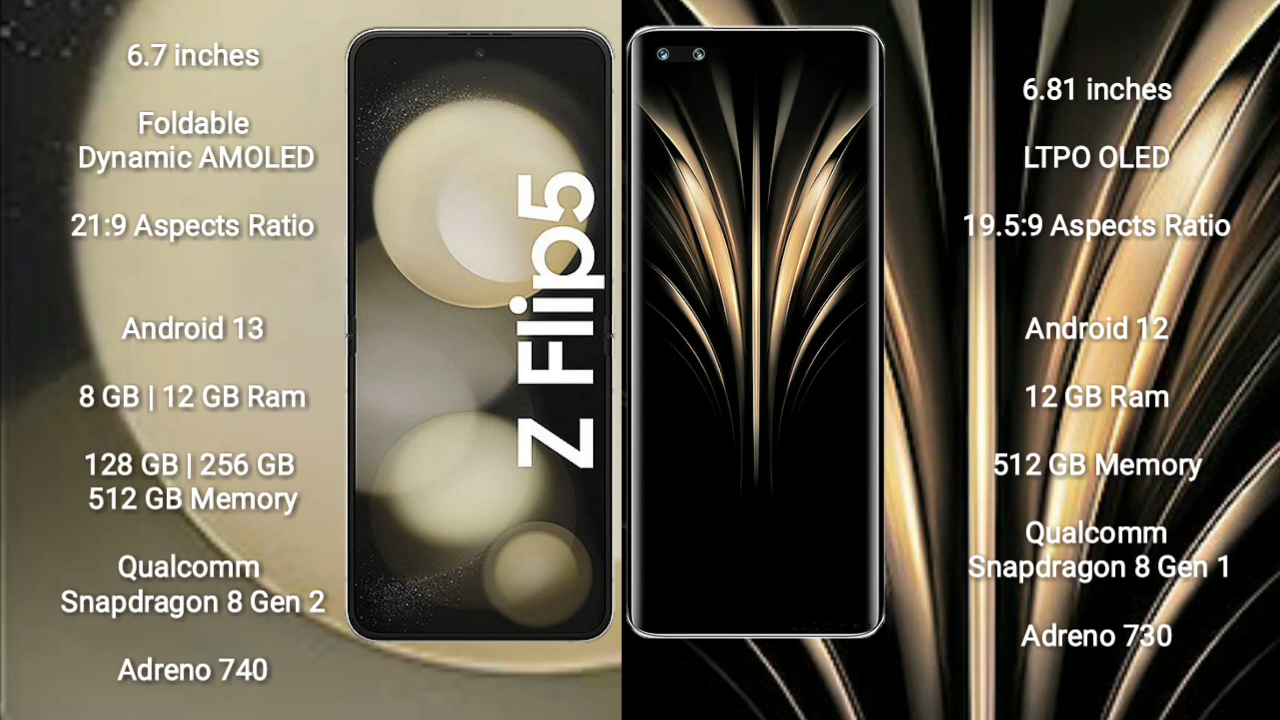 6.7 inches
Foldable
Dynamic AMOLED
21:9 Aspects Ratio
Android 13
8 GB | 12 GB Ram
128 GB | 256 GB
512 GB Memory
Qualcomm
Snapdragon 8 Gen 2
Adreno 740
Z Flip5
6.81 inches
LTPO OLED
19.5:9 Aspects Ratio
Android 12
12 GB Ram
512 GB Memory
Qualcomm
Snapdragon 8 Gen 1
Adreno 730